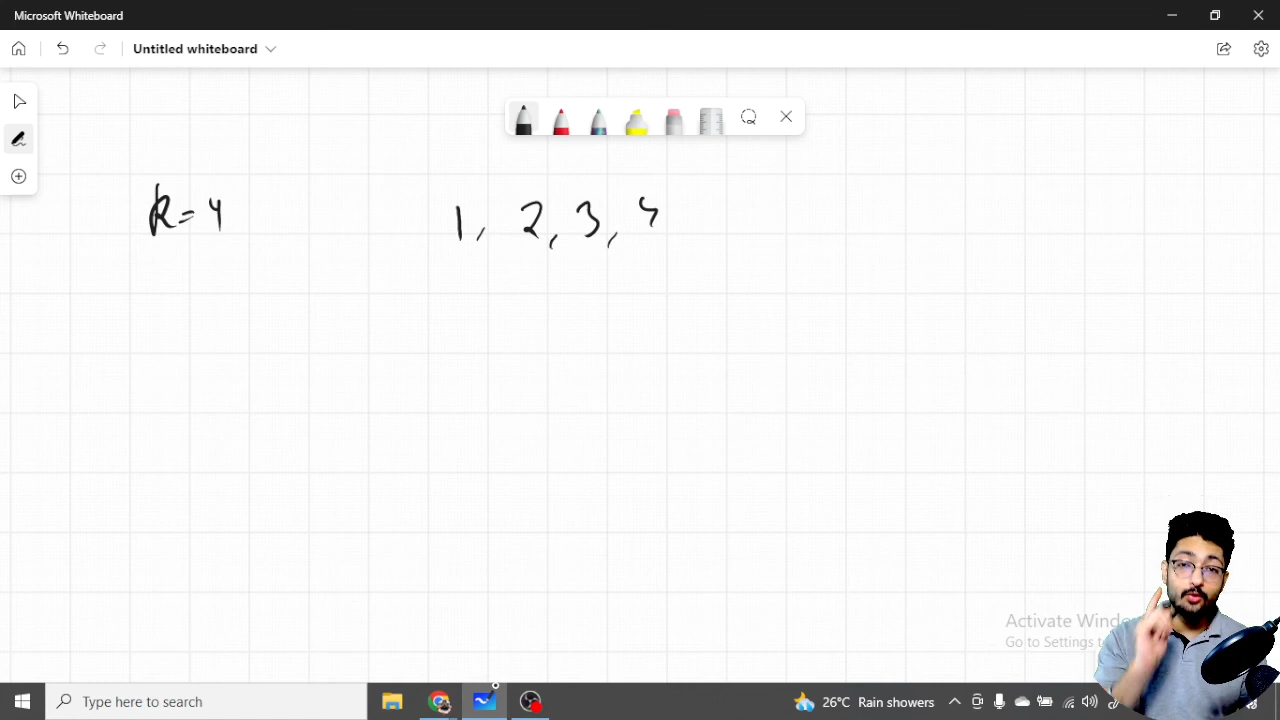 Microsoft Whiteboard
Untitled whiteboard
k=4
1, 2, 3, 4
Activate Wind
Go to Settings t
Type here to search
26°C Rain showers